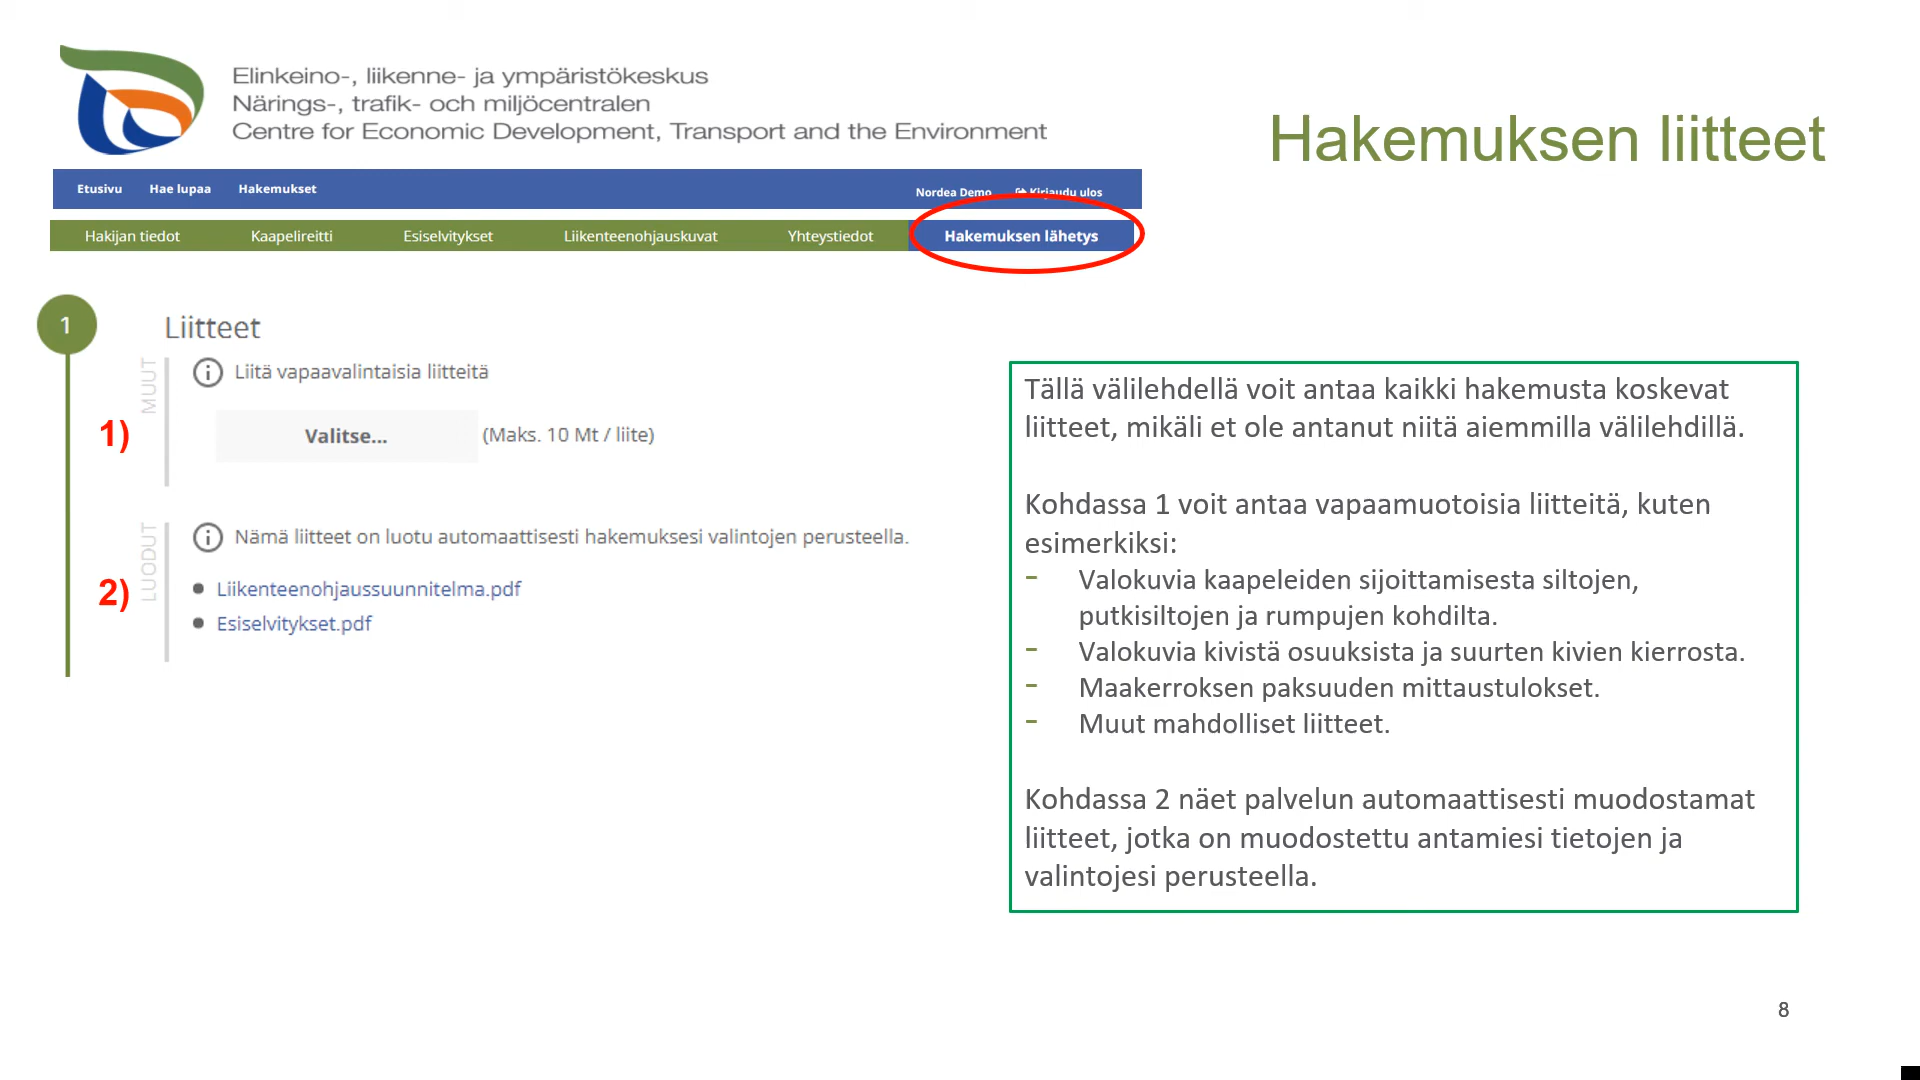 Elinkeino-, liikenne- ja ympäristökeskus
Närings-, trafik- och miljöcentralen
Centre for Economic Development, Transport and the Environment
Hakemuksen liitteet
Etusivu Hae lupaa Hakemukset Nordea Demo Kirjaudu ulos
Hakijan tiedot Kaapelireitti Esiselvitykset Liikenteenohjauskuvat Yhteystiedot Hakemuksen lähetys
1 Liitteet
MUUT
Liitä vapaavalintaisia liitteitä
1) Valitse... (Maks. 10 Mt / liite)
LUODUT
Nämä liitteet on luotu automaattisesti hakemuksesi valintojen perusteella.
2)
• Liikenteenohjaussuunnitelma.pdf
• Esiselvitykset.pdf
Tällä välilehdellä voit antaa kaikki hakemusta koskevat
liitteet, mikäli et ole antanut niitä aiemmilla välilehdillä.
Kohdassa 1 voit antaa vapaamuotoisia liitteitä, kuten
esimerkiksi:
- Valokuvia kaapeleiden sijoittamisesta siltojen,
putkisiltojen ja rumpujen kohdilta.
- Valokuvia kivistä osuuksista ja suurten kivien kierrosta.
- Maakerroksen paksuuden mittaustulokset.
- Muut mahdolliset liitteet.
Kohdassa 2 näet palvelun automaattisesti muodostamat
liitteet, jotka on muodostettu antamiesi tietojen ja
valintojesi perusteella.
8